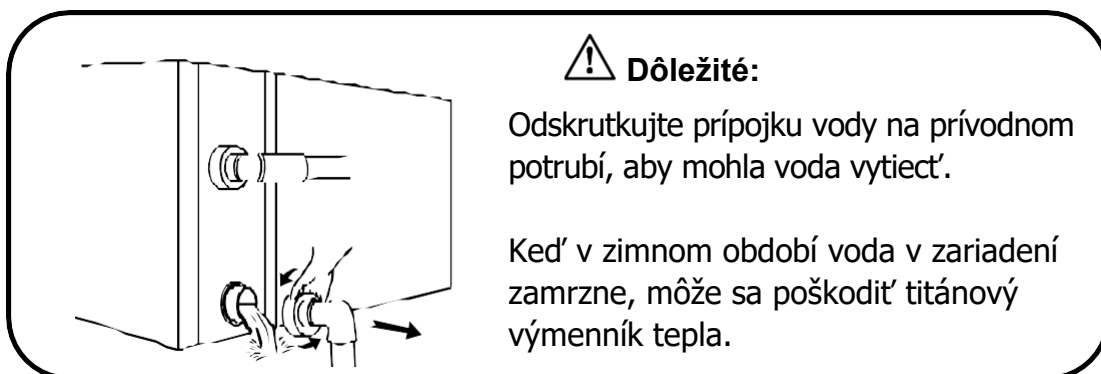 Dôležité:
Odskrutkujte prípojku vody na prívodnom
potrubí, aby mohla voda vytiecť.
Keď v zimnom období voda v zariadení
zamrzne, môže sa poškodiť titánový
výmenník tepla.